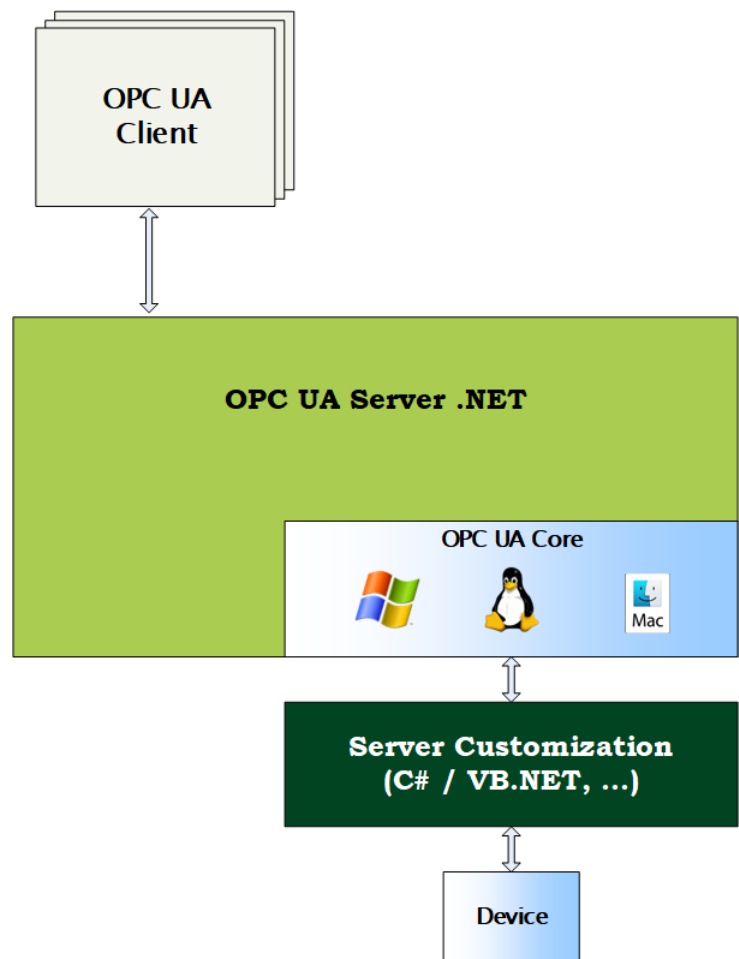 OPC UA
Client
OPC UA Server .NET
OPC UA Core
Mac
Server Customization
(C# / VB.NET, ...)
Device